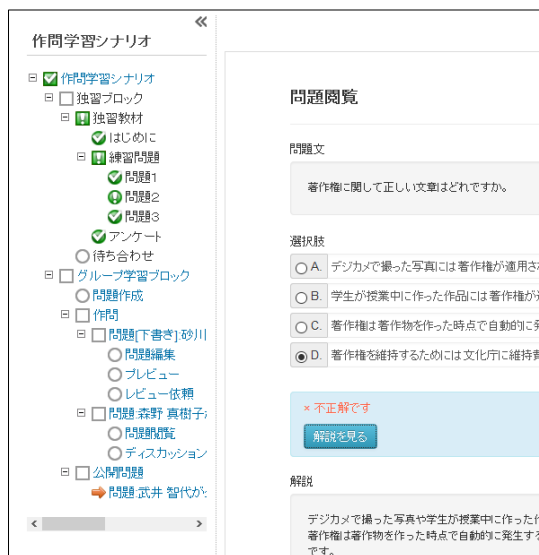 作問学習シナリオ
作問学習シナリオ
独習ブロック
独習教材
はじめに
練習問題
問題1
問題2
問題3
アンケート
待ち合わせ
グループ学習ブロック
問題作成
作問
問題[下書き]:砂川
問題編集
プレビュー
レビュー依頼
問題:森野 真樹子
問題閲覧
ディスカッション
公開問題
問題:武井 智代が
問題閲覧
問題文
著作権に関して正しい文章はどれですか。
選択肢
A. デジカメで撮った写真には著作権が適用さ
B. 学生が授業中に作った作品には著作権が
C. 著作権は著作物を作った時点で自動的に
D. 著作権を維持するためには文化庁に維持
× 不正解です
解説を見る
解説
デジカメで撮った写真や学生が授業中に作った
著作権は著作物を作った時点で自動的に発生する
です。